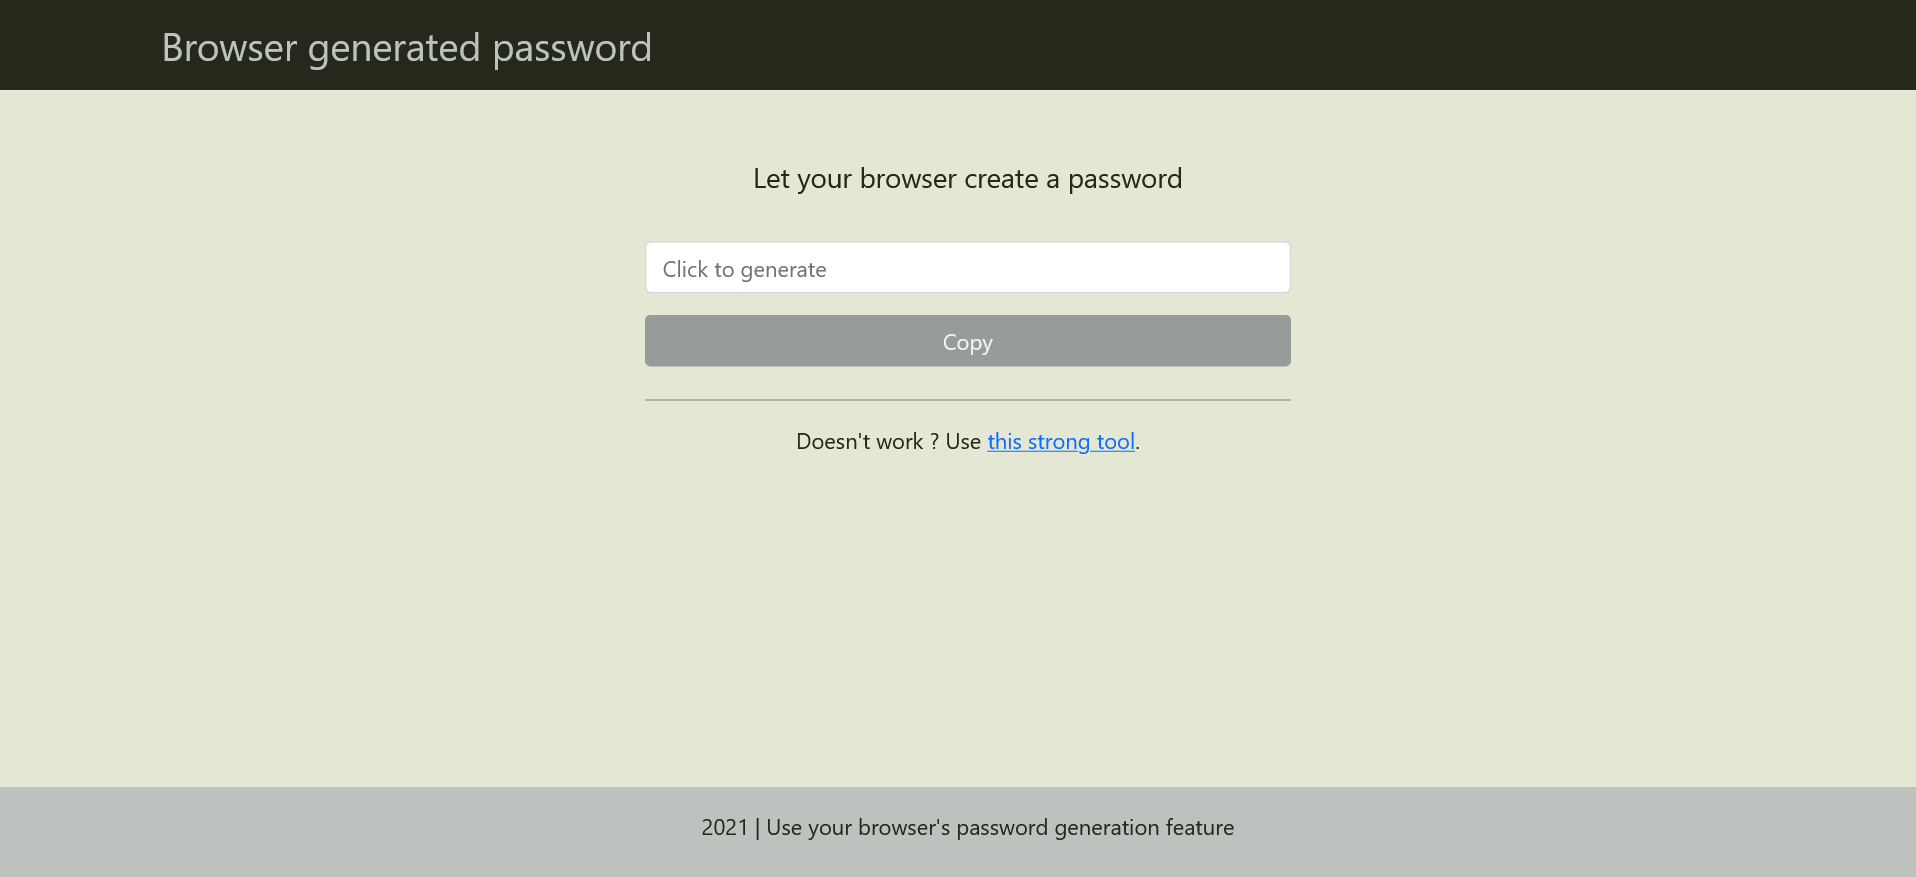 Browser generated password
Let your browser create a password
Click to generate
Copy
Doesn't work ? Use this strong tool.
2021 | Use your browser's password generation feature